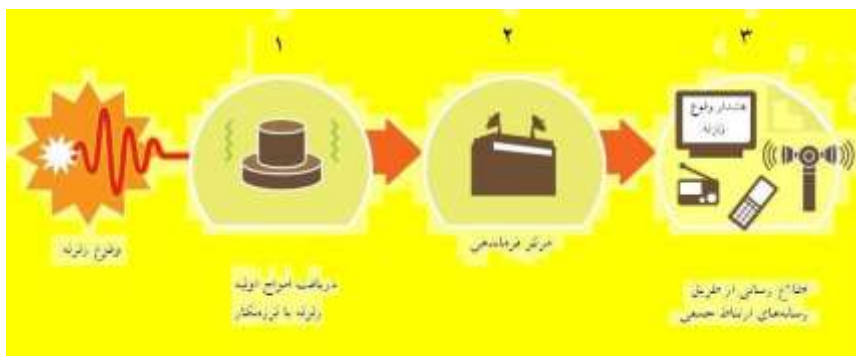 ۱
۲
۳
هشدار وقوع
زلزله
وقوع زلزله
مرکز فرماندهی
دریافت امواج اولیه
زلزله با لرزه‌نگار
اطلاع رسانی از طریق
رسانه‌های ارتباط جمعی